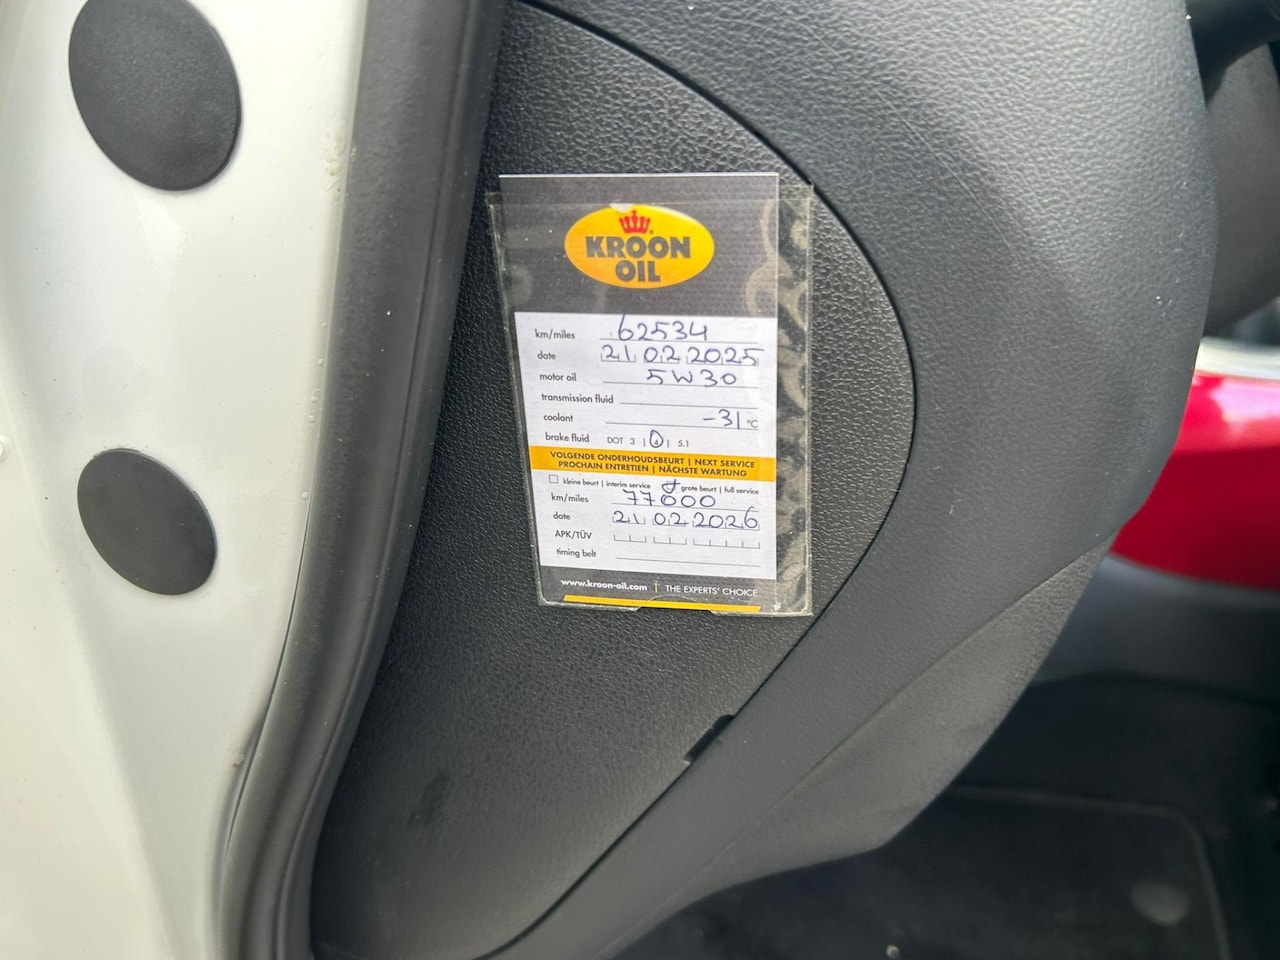 KROON
OIL
km/miles 62534
date 21 02 2025
motor oil 5W30
transmission fluid
coolant -31 °C
brake fluid DOT 3 | 4 | 5.1
VOLGENDE ONDERHOUDSBEURT | NEXT SERVICE
PROCHAIN ENTRETIEN | NÄCHSTE WARTUNG
kleine beurt | interim service grote beurt | full service
km/miles 77000
date 21 02 2026
APK/TÜV
timing belt
www.kroon-oil.com | THE EXPERTS' CHOICE